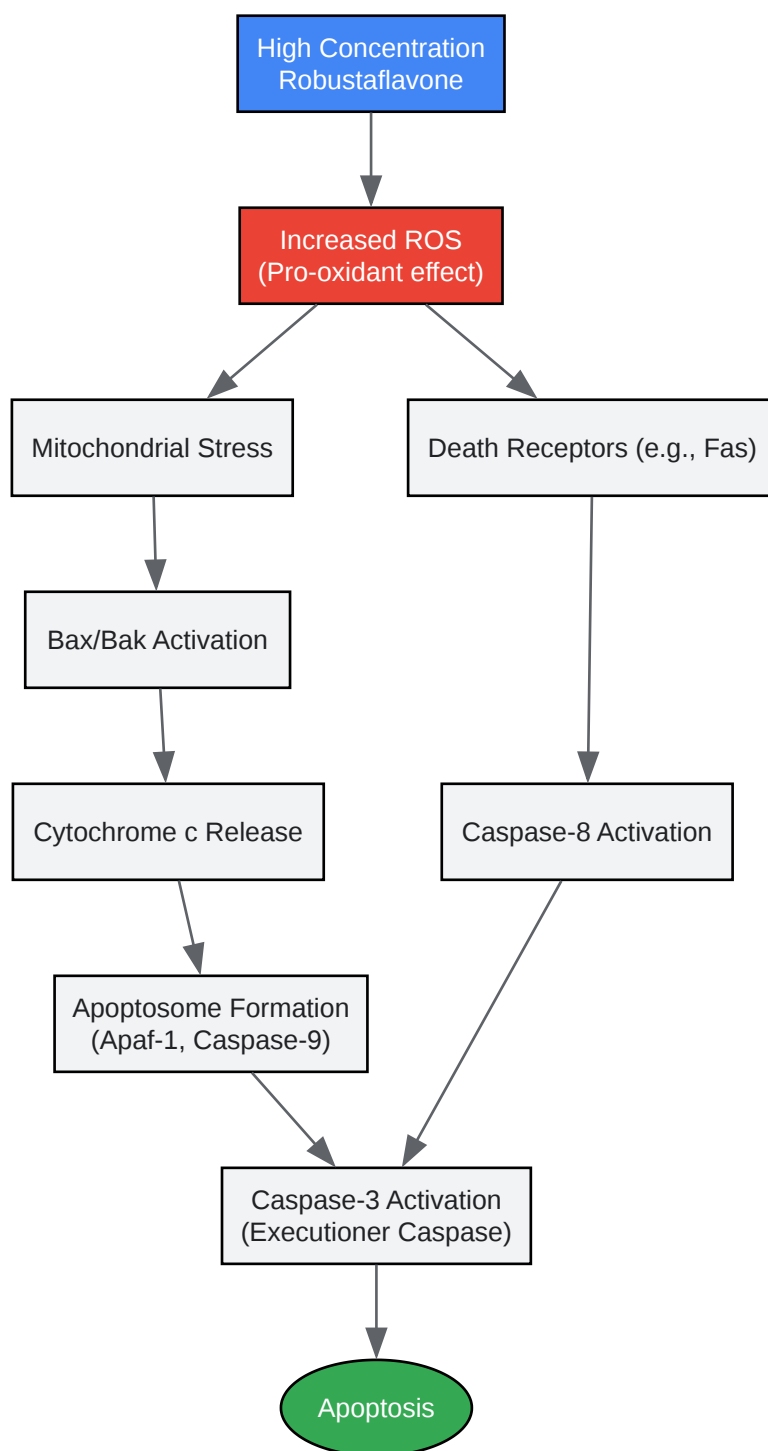 High Concentration
Robustaflavone
Increased ROS
(Pro-oxidant effect)
Mitochondrial Stress
Death Receptors (e.g., Fas)
Bax/Bak Activation
Cytochrome c Release
Caspase-8 Activation
Apoptosome Formation
(Apaf-1, Caspase-9)
Caspase-3 Activation
(Executioner Caspase)
Apoptosis